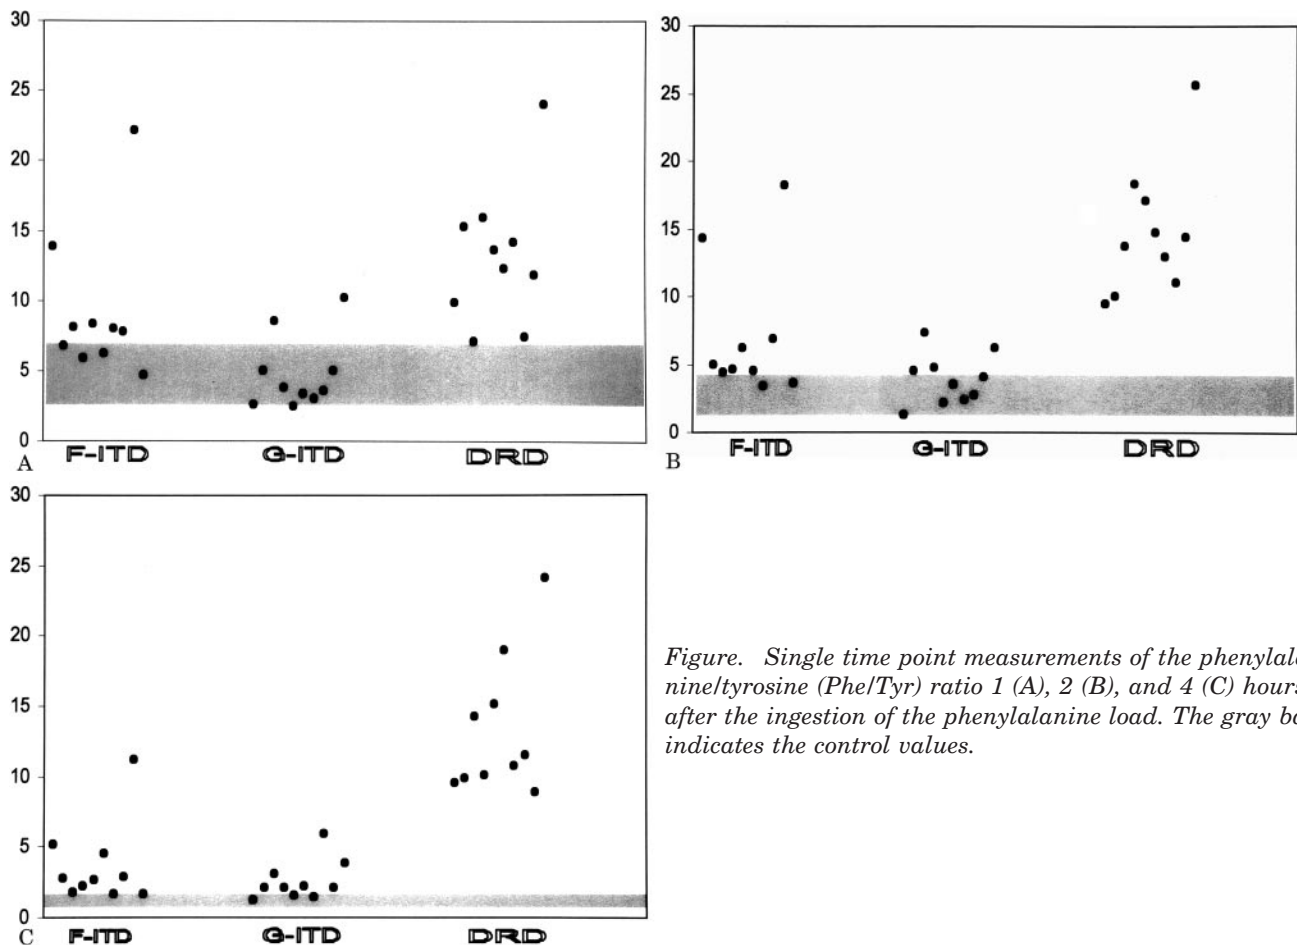 30
25
20
15
10
5
0
A
F-ITD G-ITD DRD
30
25
20
15
10
5
0
B
F-ITD G-ITD DRD
30
25
20
15
10
5
0
C
F-ITD G-ITD DRD
Figure. Single time point measurements of the phenylala
nine/tyrosine (Phe/Tyr) ratio 1 (A), 2 (B), and 4 (C) hours
after the ingestion of the phenylalanine load. The gray ba
indicates the control values.